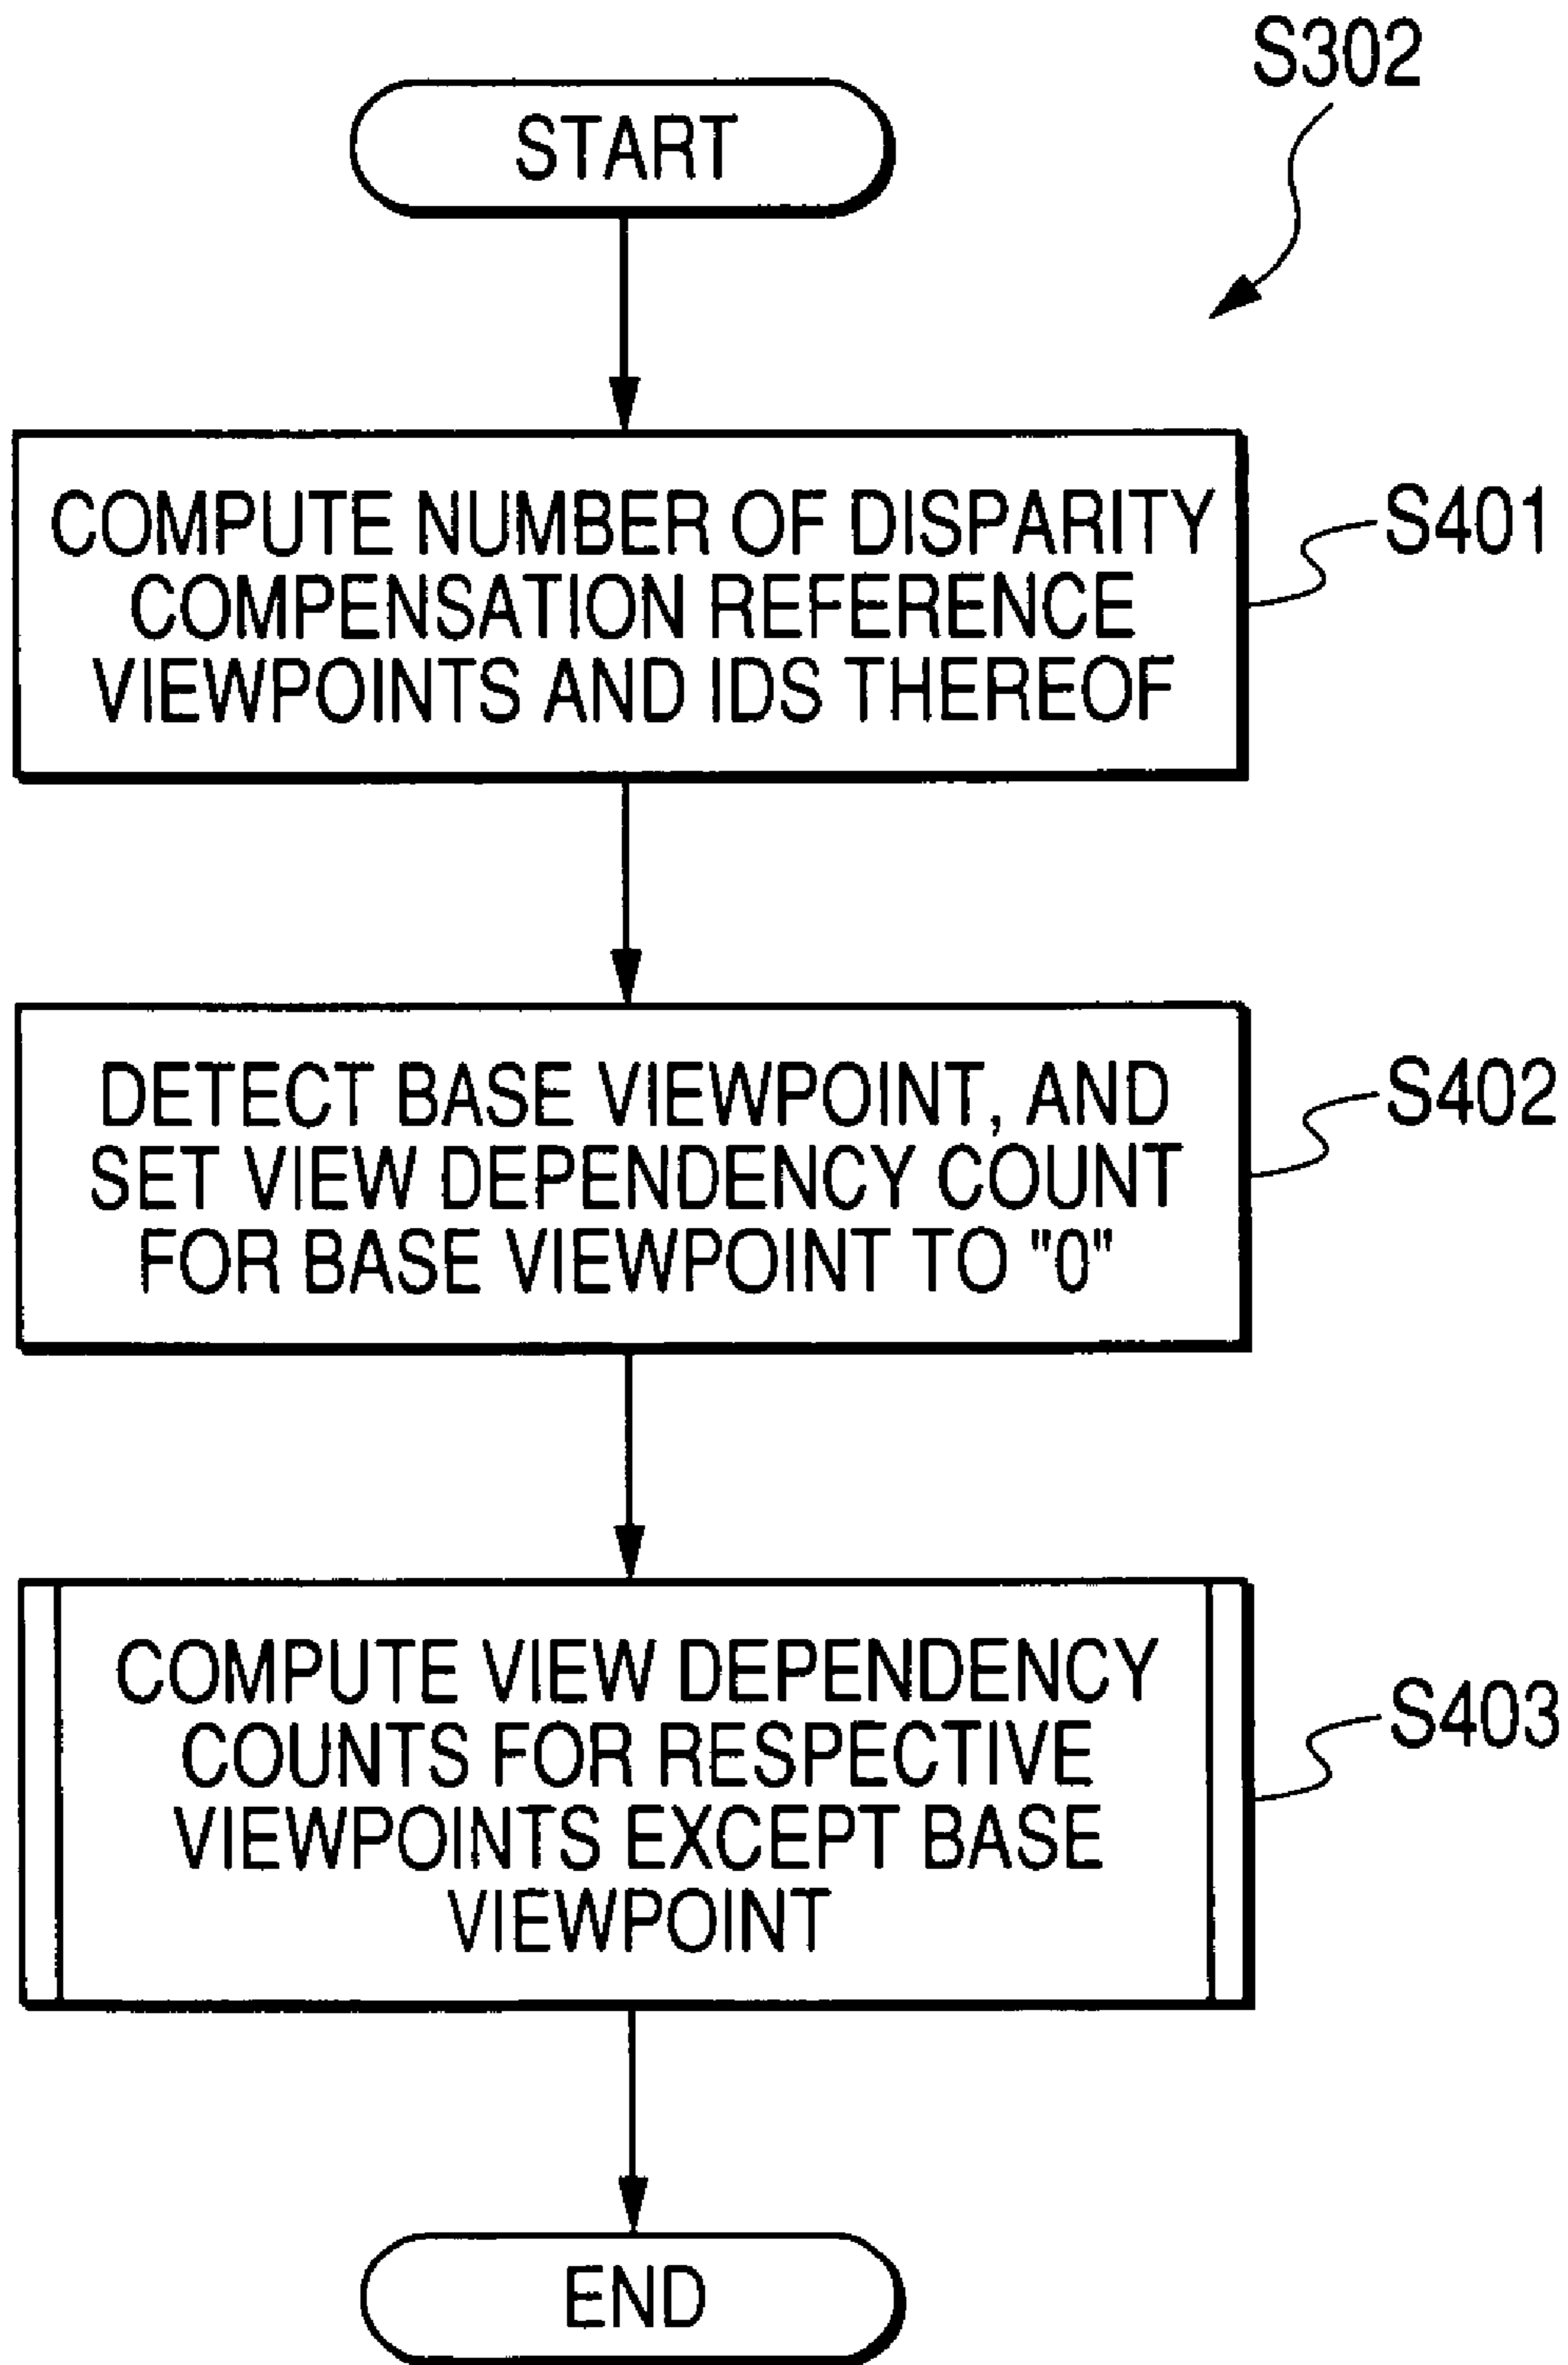 S302
START
COMPUTE NUMBER OF DISPARITY
COMPENSATION REFERENCE
VIEWPOINTS AND IDS THEREOF
S401
DETECT BASE VIEWPOINT, AND
SET VIEW DEPENDENCY COUNT
FOR BASE VIEWPOINT TO "0"
S402
COMPUTE VIEW DEPENDENCY
COUNTS FOR RESPECTIVE
VIEWPOINTS EXCEPT BASE
VIEWPOINT
S403
END